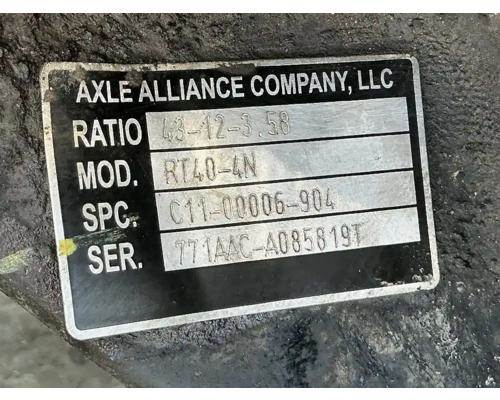 AXLE ALLIANCE COMPANY, LLC
RATIO 43-12-3.58
MOD. RT40-4N
SPC. C11-00006-904
SER. 771AAC-A085819T